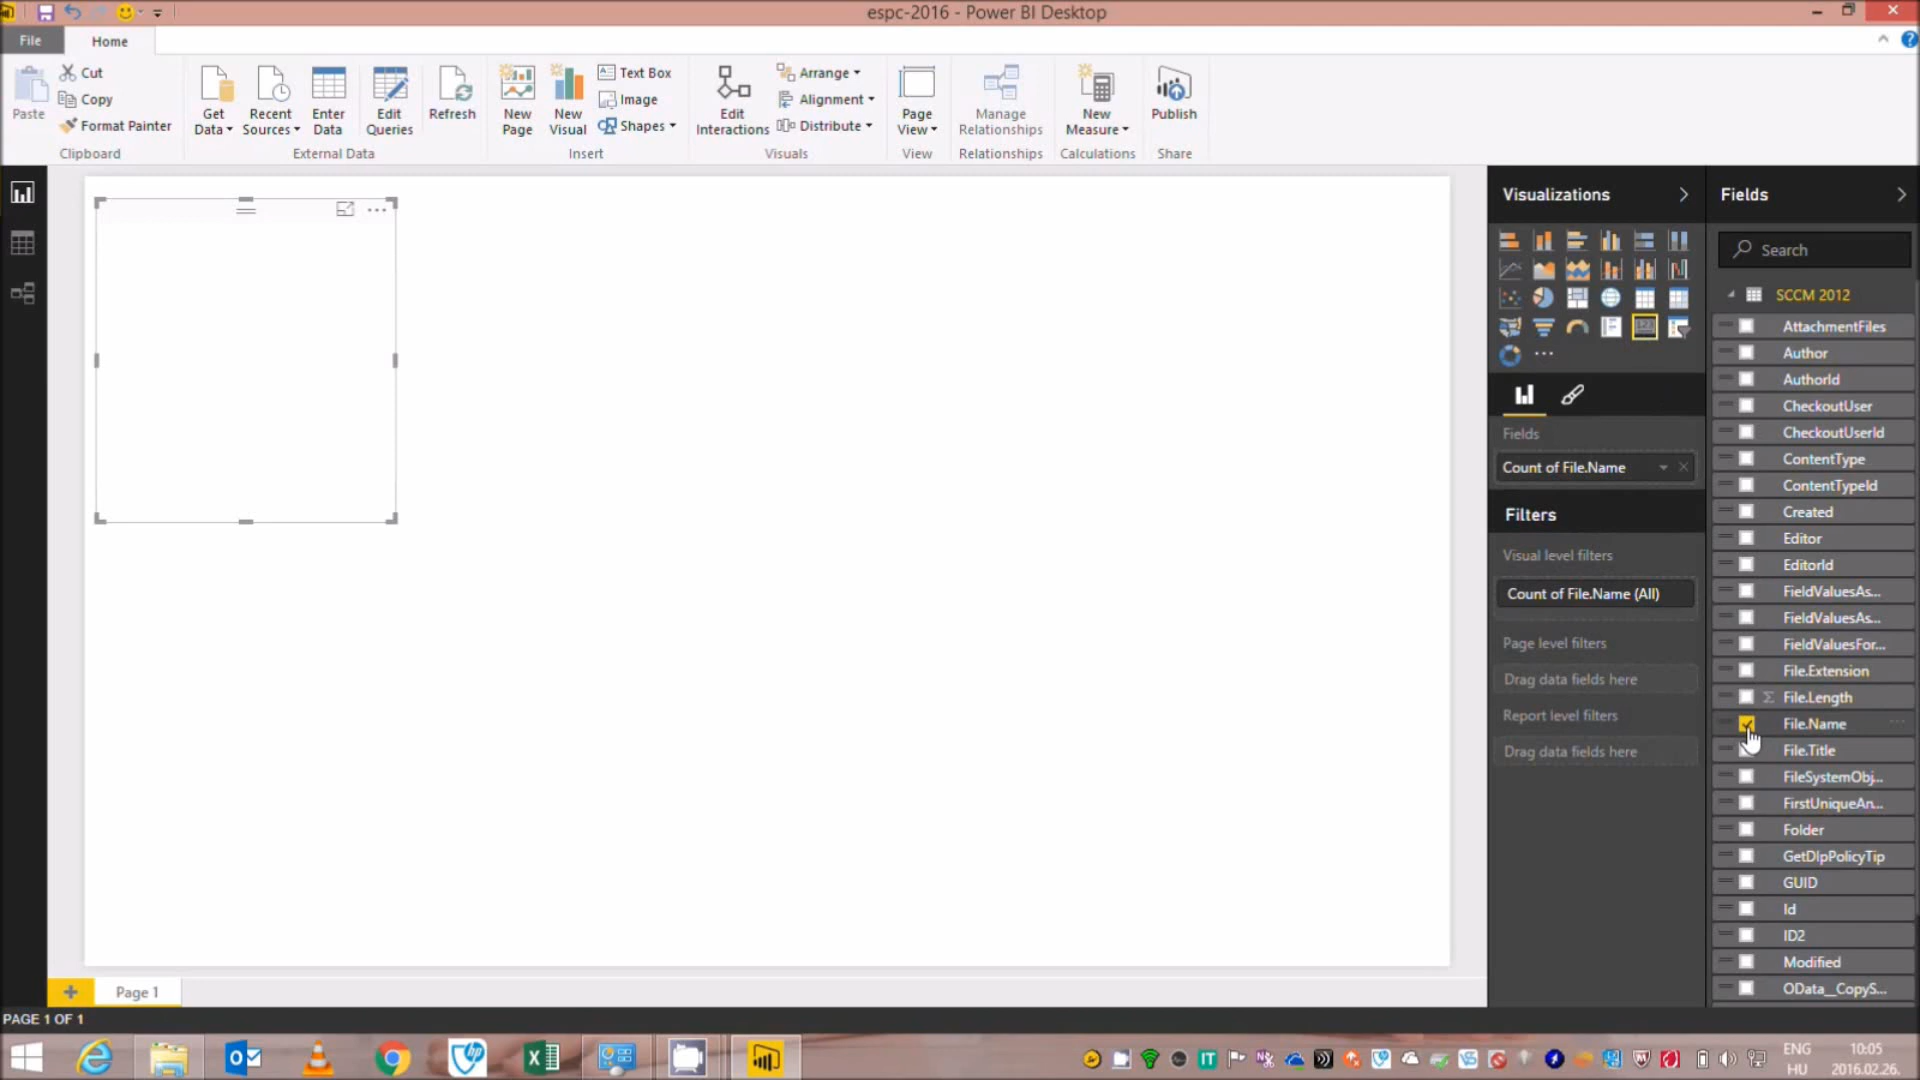 espc-2016 - Power BI Desktop
File
Home
Paste
Cut
Copy
Format Painter
Clipboard
Get Data
Recent Sources
Enter Data
Edit Queries
Refresh
External Data
New Page
New Visual
Text Box
Image
Shapes
Insert
Edit Interactions
Arrange
Alignment
Distribute
Visuals
Page View
View
Manage Relationships
Relationships
New Measure
Calculations
Publish
Share
Visualizations
Fields
Count of File.Name
Filters
Visual level filters
Count of File.Name (All)
Page level filters
Drag data fields here
Report level filters
Drag data fields here
Fields
Search
SCCM 2012
AttachmentFiles
Author
AuthorId
CheckoutUser
CheckoutUserId
ContentType
ContentTypeId
Created
Editor
EditorId
FieldValuesAs...
FieldValuesAs...
FieldValuesFor...
File.Extension
Σ File.Length
File.Name
File.Title
FileSystemObj...
FirstUniqueAn...
Folder
GetDlpPolicyTip
GUID
Id
ID2
Modified
OData__CopyS...
Page 1
PAGE 1 OF 1
ENG
HU
10:05
2016.02.26.